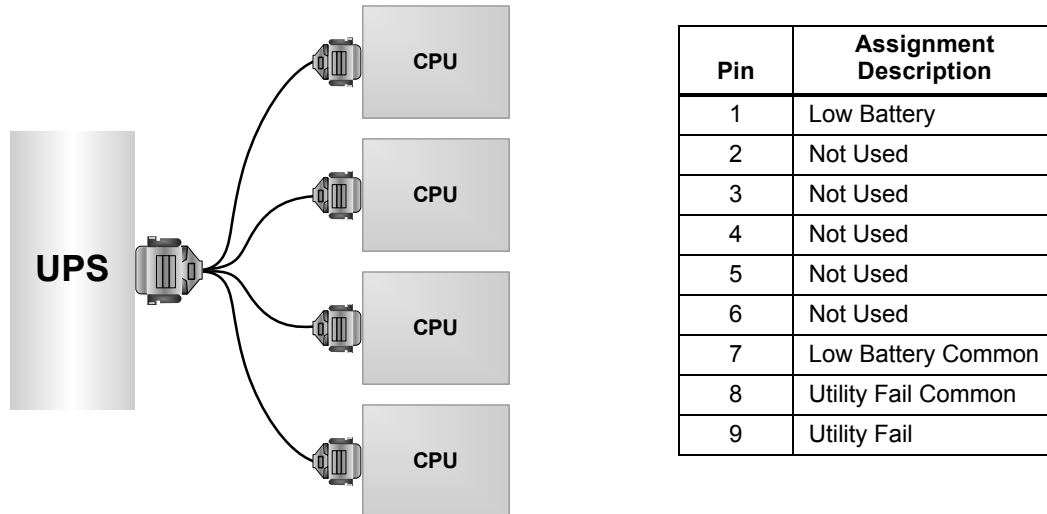 UPS
CPU
CPU
CPU
CPU
Pin
Assignment
Description
1 Low Battery
2 Not Used
3 Not Used
4 Not Used
5 Not Used
6 Not Used
7 Low Battery Common
8 Utility Fail Common
9 Utility Fail